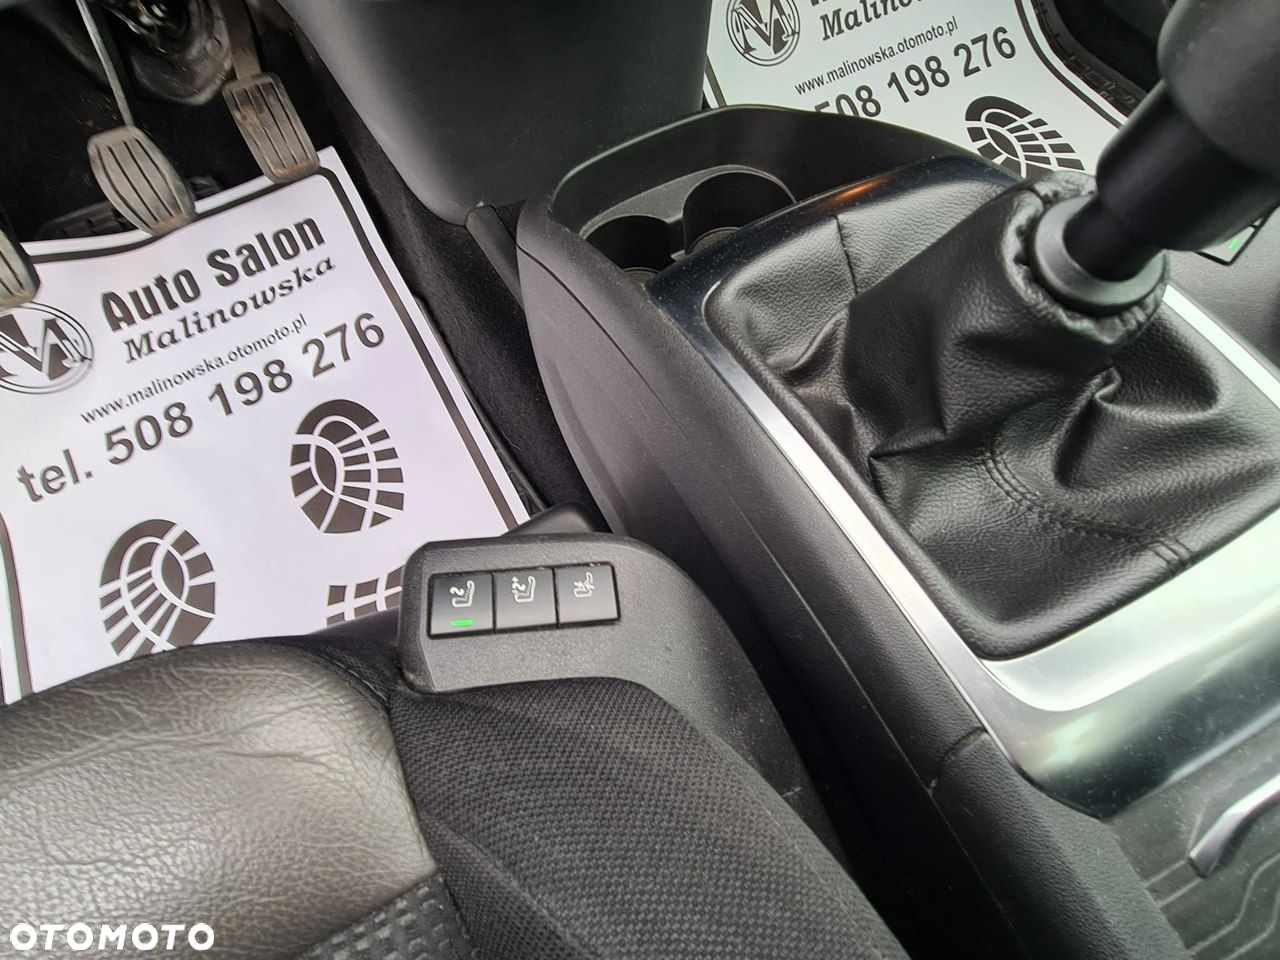 Malinowska
www.malinowska.otomoto.pl
508 198 276
Auto Salon
Malinowska
www.malinowska.otomoto.pl
tel. 508 198 276
OTOMOTO